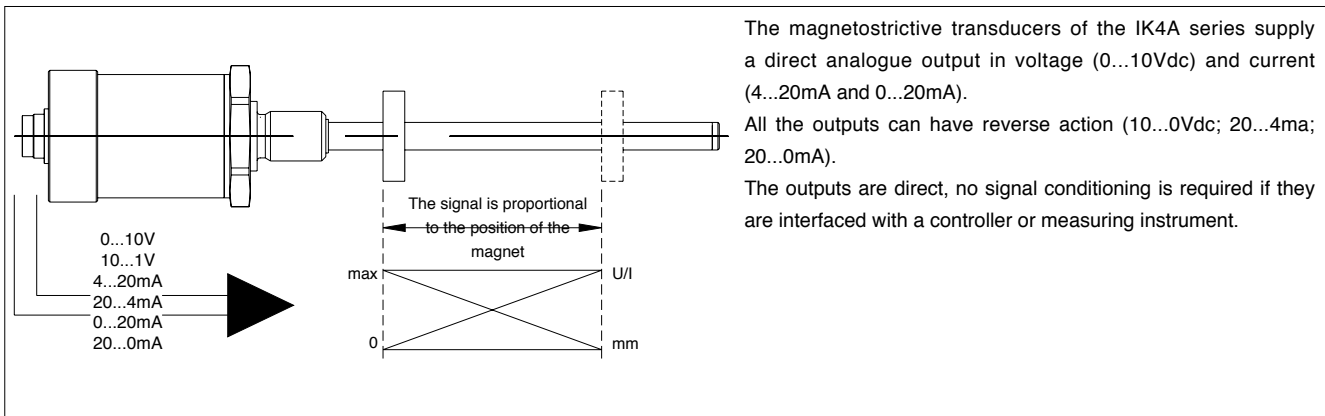 The magnetostrictive transducers of the IK4A series supply
a direct analogue output in voltage (0...10Vdc) and current
(4...20mA and 0...20mA).
All the outputs can have reverse action (10...0Vdc; 20...4ma;
20...0mA).
The outputs are direct, no signal conditioning is required if they
are interfaced with a controller or measuring instrument.
The signal is proportional
to the position of the
magnet
0...10V
10...1V
4...20mA
20...4mA
0...20mA
20...0mA
max
U/I
0
mm